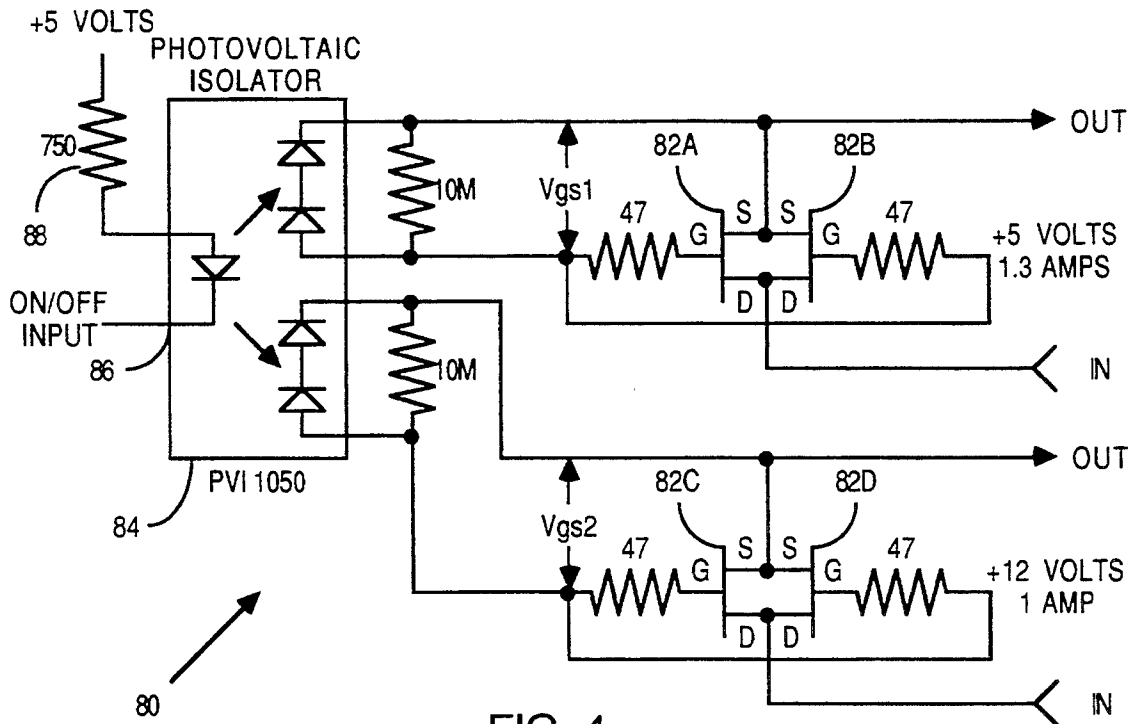 +5 VOLTS
PHOTOVOLTAIC
ISOLATOR
750
88
ON/OFF
INPUT
86
84
PVI 1050
10M
10M
Vgs1
82A
82B
47
G
S
S
G
47
D
D
+5 VOLTS
1.3 AMPS
OUT
IN
Vgs2
82C
82D
47
G
S
S
G
47
D
D
+12 VOLTS
1 AMP
OUT
IN
80
FIG. 4